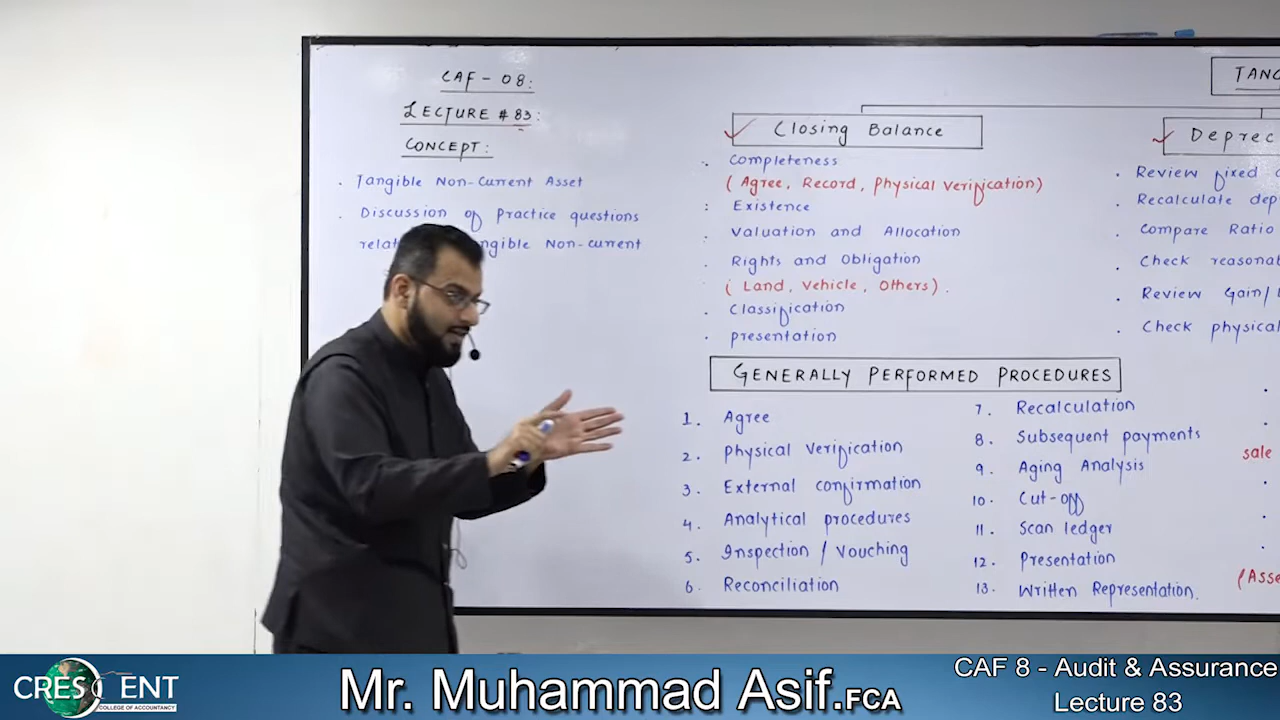 CAF - 08:
LECTURE # 83:
CONCEPT:
. Tangible Non-Current Asset
. Discussion of Practice questions
Tangible Non-current
TANG
✓ Closing Balance
. Completeness
(Agree, Record, Physical Verification)
: Existence
. Valuation and Allocation
. Rights and Obligation
(Land, Vehicle, Others).
. Classification
. Presentation
✓ Deprec
. Review fixed
. Recalculate dep
. Compare Ratio
. Check reasonab
. Review Gain/
. Check physical
GENERALLY PERFORMED PROCEDURES
1. Agree
2. Physical Verification
3. External Confirmation
4. Analytical procedures
5. Inspection / Vouching
6. Reconciliation
7. Recalculation
8. Subsequent payments
9. Aging Analysis
10. Cut-off
11. Scan ledger
12. Presentation
13. Written Representation.
sale
(Asse
CRESCENT
COLLEGE OF ACCOUNTANCY
Mr. Muhammad Asif.FCA
CAF 8 - Audit & Assurance
Lecture 83